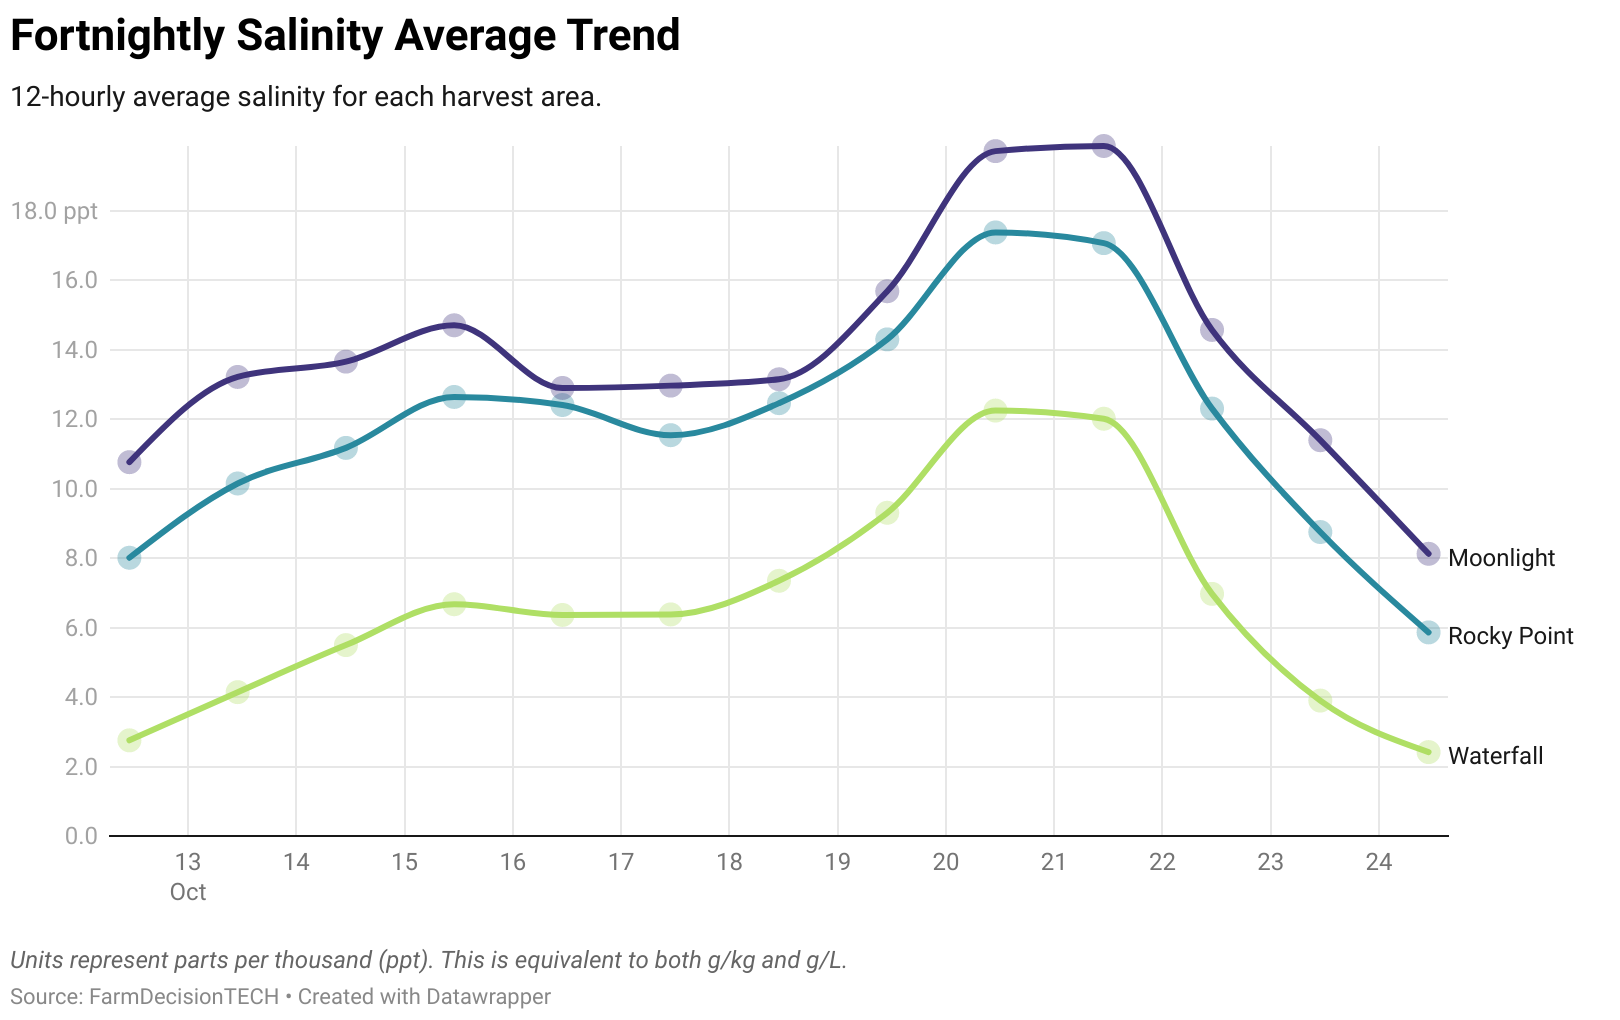 Fortnightly Salinity Average Trend
12-hourly average salinity for each harvest area.
18.0 ppt
16.0
14.0
12.0
10.0
8.0
6.0
4.0
2.0
0.0
Moonlight
Rocky Point
Waterfall
13 14 15 16 17 18 19 20 21 22 23 24
Oct
Units represent parts per thousand (ppt). This is equivalent to both g/kg and g/L.
Source: FarmDecisionTECH • Created with Datawrapper